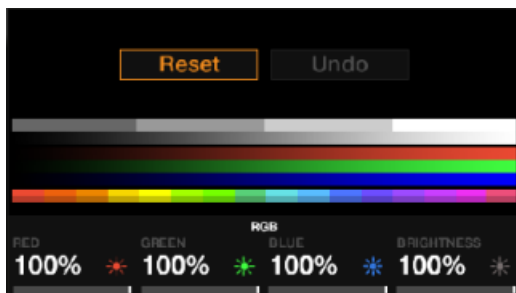 Reset Undo
RGB
RED GREEN BLUE BRIGHTNESS
100% 100% 100% 100%